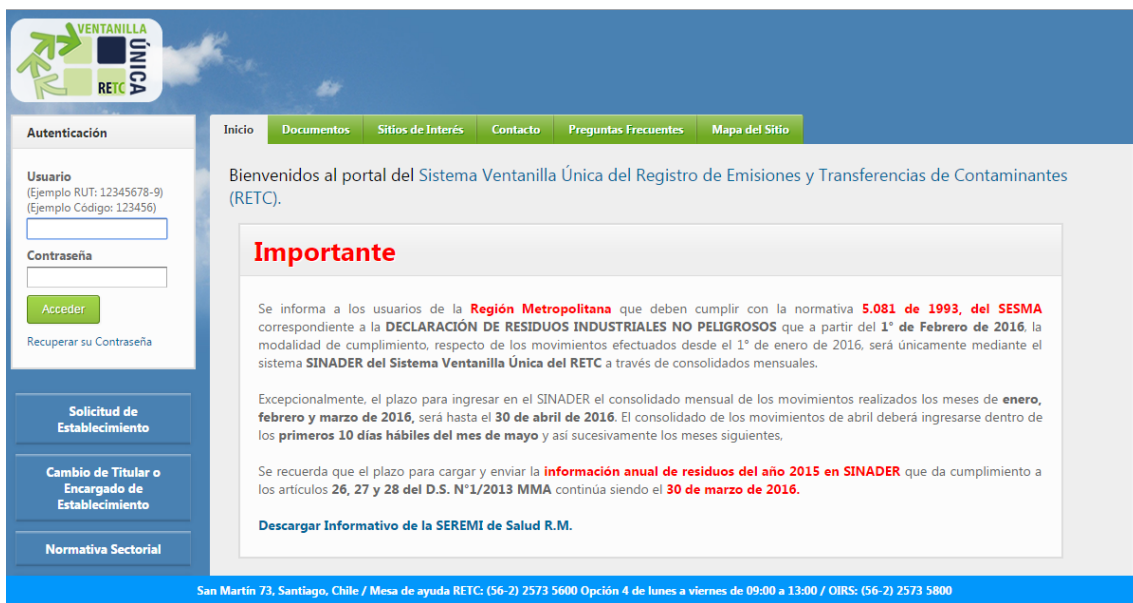 VENTANILLA
ÚNICA
RETC
Autenticación
Usuario
(Ejemplo RUT: 12345678-9)
(Ejemplo Código: 123456)
Contraseña
Acceder
Recuperar su Contraseña
Solicitud de
Establecimiento
Cambio de Titular o
Encargado de
Establecimiento
Normativa Sectorial
Inicio Documentos Sitios de Interés Contacto Preguntas Frecuentes Mapa del Sitio
Bienvenidos al portal del Sistema Ventanilla Única del Registro de Emisiones y Transferencias de Contaminantes
(RETC).
Importante
Se informa a los usuarios de la Región Metropolitana que deben cumplir con la normativa 5.081 de 1993, del SESMA
correspondiente a la DECLARACIÓN DE RESIDUOS INDUSTRIALES NO PELIGROSOS que a partir del 1° de Febrero de 2016, la
modalidad de cumplimiento, respecto de los movimientos efectuados desde el 1° de enero de 2016, será únicamente mediante el
sistema SINADER del Sistema Ventanilla Única del RETC a través de consolidados mensuales.
Excepcionalmente, el plazo para ingresar en el SINADER el consolidado mensual de los movimientos realizados los meses de enero,
febrero y marzo de 2016, será hasta el 30 de abril de 2016. El consolidado de los movimientos de abril deberá ingresarse dentro de
los primeros 10 días hábiles del mes de mayo y así sucesivamente los meses siguientes,
Se recuerda que el plazo para cargar y enviar la información anual de residuos del año 2015 en SINADER que da cumplimiento a
los artículos 26, 27 y 28 del D.S. N°1/2013 MMA continúa siendo el 30 de marzo de 2016.
Descargar Informativo de la SEREMI de Salud R.M.
San Martín 73, Santiago, Chile / Mesa de ayuda RETC: (56-2) 2573 5600 Opción 4 de lunes a viernes de 09:00 a 13:00 / OIRS: (56-2) 2573 5800